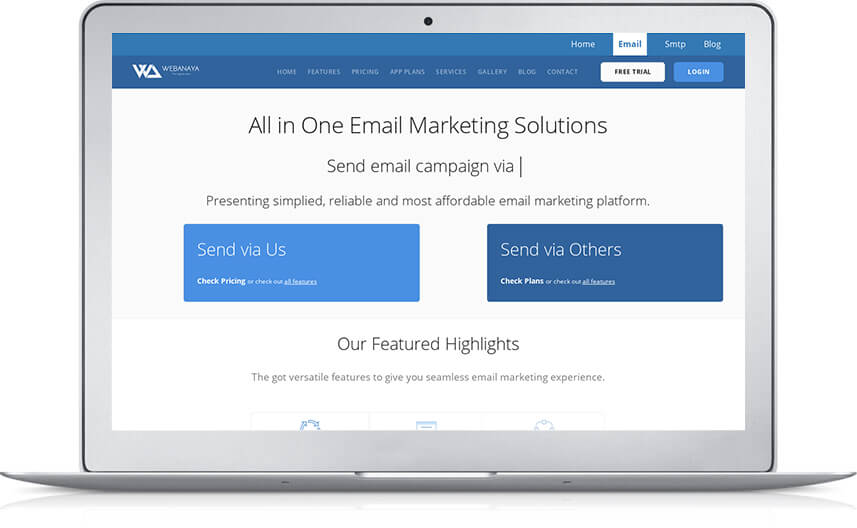 Home Email Smtp Blog
WEBANAYA
HOME FEATURES PRICING APP PLANS SERVICES GALLERY BLOG CONTACT FREE TRIAL LOGIN
All in One Email Marketing Solutions
Send email campaign via
Presenting simplied, reliable and most affordable email marketing platform.
Send via Us
Check Pricing or check out all features
Send via Others
Check Plans or check out all features
Our Featured Highlights
The got versatile features to give you seamless email marketing experience.